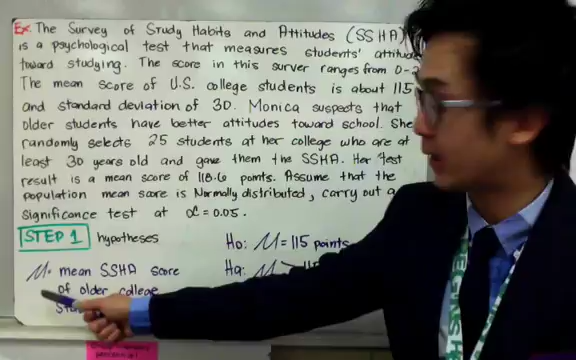 Ex. The Survey of Study Habits and Attitudes (SSHA)
is a psychological test that measures students'
toward studying. The score in this surver ranges from 0-
The mean score of U.S. college students is about 115
and standard deviation of 30. Monica suspects that
older students have better attitudes toward school. She
randomly selects 25 students at her college who are at
least 30 years old and gave them the SSHA. Her test
result is a mean score of 118.6 points. Assume that the
population mean score is Normally distributed, carry out a
significance test at α = 0.05.
STEP 1 hypotheses
Ho: μ = 115 points
μ = mean SSHA score
Ha: μ > 115
of older college